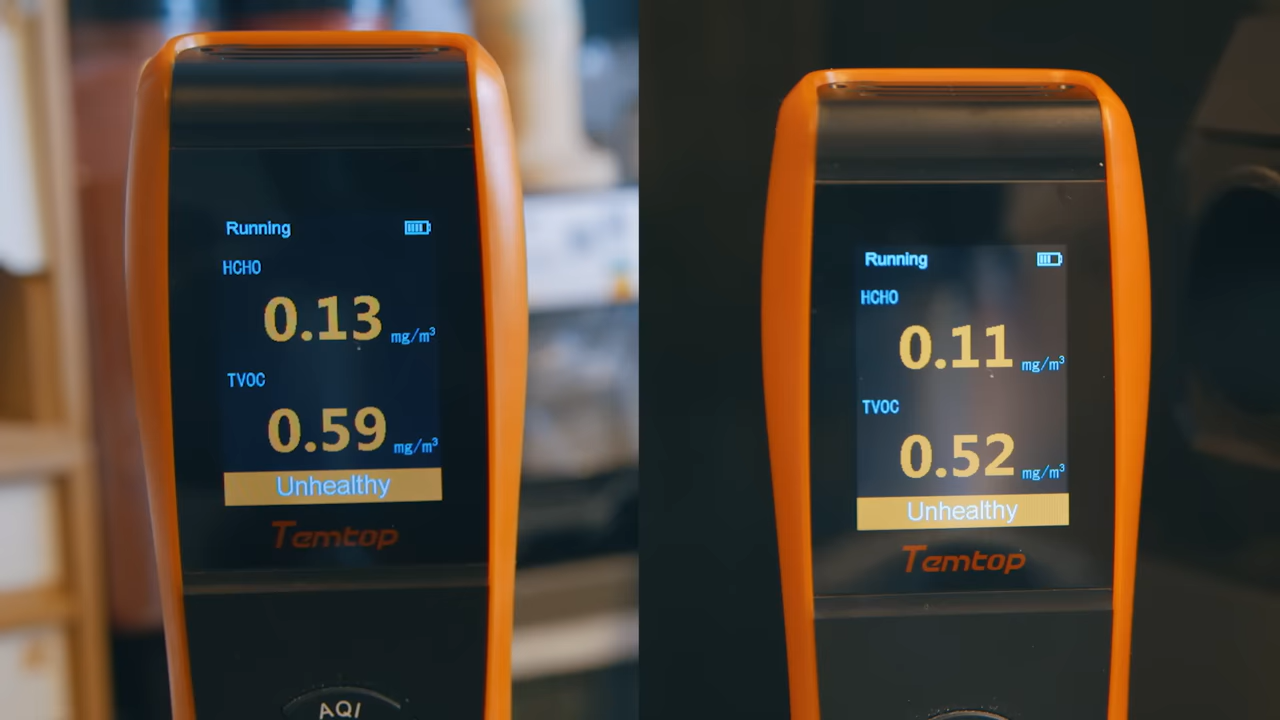 Running
HCHO
0.13 mg/m³
TVOC
0.59 mg/m³
Unhealthy
Temtop
AQI
Running
HCHO
0.11 mg/m³
TVOC
0.52 mg/m³
Unhealthy
Temtop